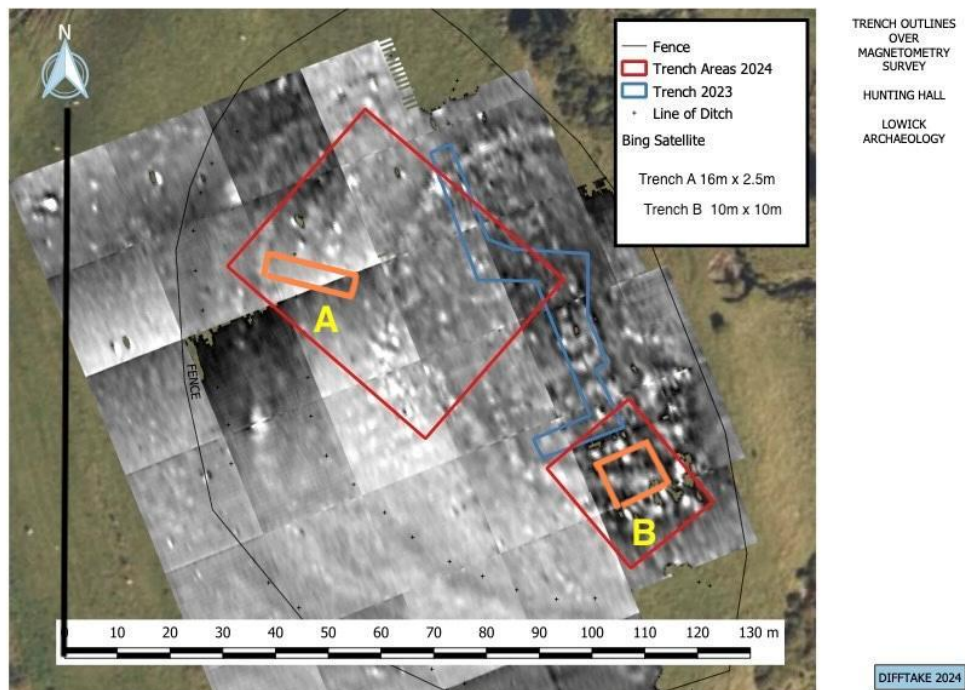 N
Fence
Trench Areas 2024
Trench 2023
Line of Ditch
Bing Satellite
Trench A 16m x 2.5m
Trench B 10m x 10m
TRENCH OUTLINES
OVER
MAGNETOMETRY
SURVEY
HUNTING HALL
LOWICK
ARCHAEOLOGY
A
FENCE
B
0 10 20 30 40 50 60 70 80 90 100 110 120 130 m
DIFFTAKE 2024